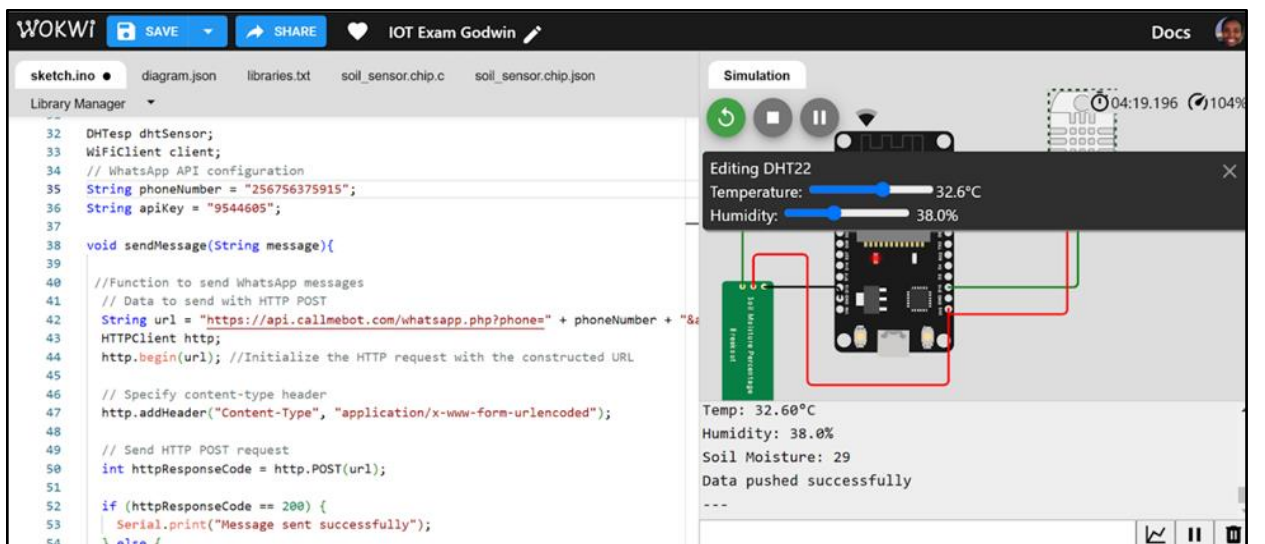 WOKWI SAVE SHARE IOT Exam Godwin Docs
sketch.ino diagram.json libraries.txt soil_sensor.chip.c soil_sensor.chip.json
Library Manager
32 DHTesp dhtSensor;
33 WiFiClient client;
34 // WhatsApp API configuration
35 String phoneNumber = "256756375915";
36 String apiKey = "9544605";
37
38 void sendMessage(String message){
39
40 //Function to send WhatsApp messages
41 // Data to send with HTTP POST
42 String url = "https://api.callmebot.com/whatsapp.php?phone=" + phoneNumber + "&a
43 HTTPClient http;
44 http.begin(url); //Initialize the HTTP request with the constructed URL
45
46 // Specify content-type header
47 http.addHeader("Content-Type", "application/x-www-form-urlencoded");
48
49 // Send HTTP POST request
50 int httpResponseCode = http.POST(url);
51
52 if (httpResponseCode == 200) {
53 Serial.print("Message sent successfully");
54 } else {
Simulation
04:19.196 104%
Editing DHT22
Temperature: 32.6°C
Humidity: 38.0%
Soil Moisture Percentage
Breakout
Temp: 32.60°C
Humidity: 38.0%
Soil Moisture: 29
Data pushed successfully
---